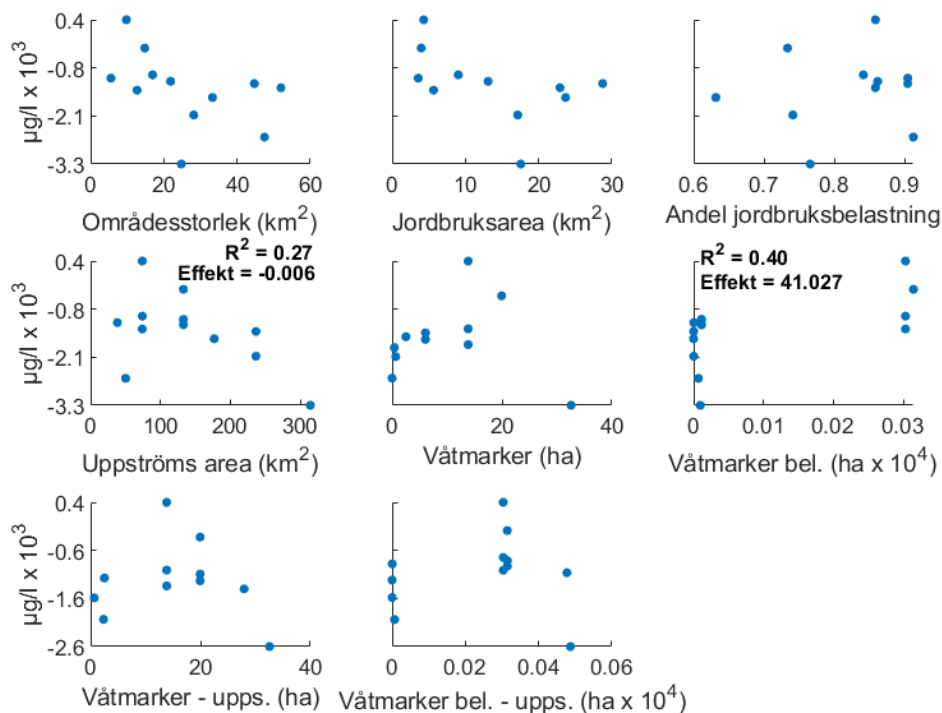 µg/l x 10³
0.4
-0.8
-2.1
-3.3
0 20 40 60
Områdesstorlek (km²)
0 10 20 30
Jordbruksarea (km²)
0.6 0.7 0.8 0.9
Andel jordbruksbelastning
µg/l x 10³
0.4
-0.8
-2.1
-3.3
R² = 0.27
Effekt = -0.006
0 100 200 300
Uppströms area (km²)
0 20 40
Våtmarker (ha)
R² = 0.40
Effekt = 41.027
0 0.01 0.02 0.03
Våtmarker bel. (ha x 10⁴)
µg/l x 10³
0.4
-0.6
-1.6
-2.6
0 20 40
Våtmarker - upps. (ha)
0 0.02 0.04 0.06
Våtmarker bel. - upps. (ha x 10⁴)